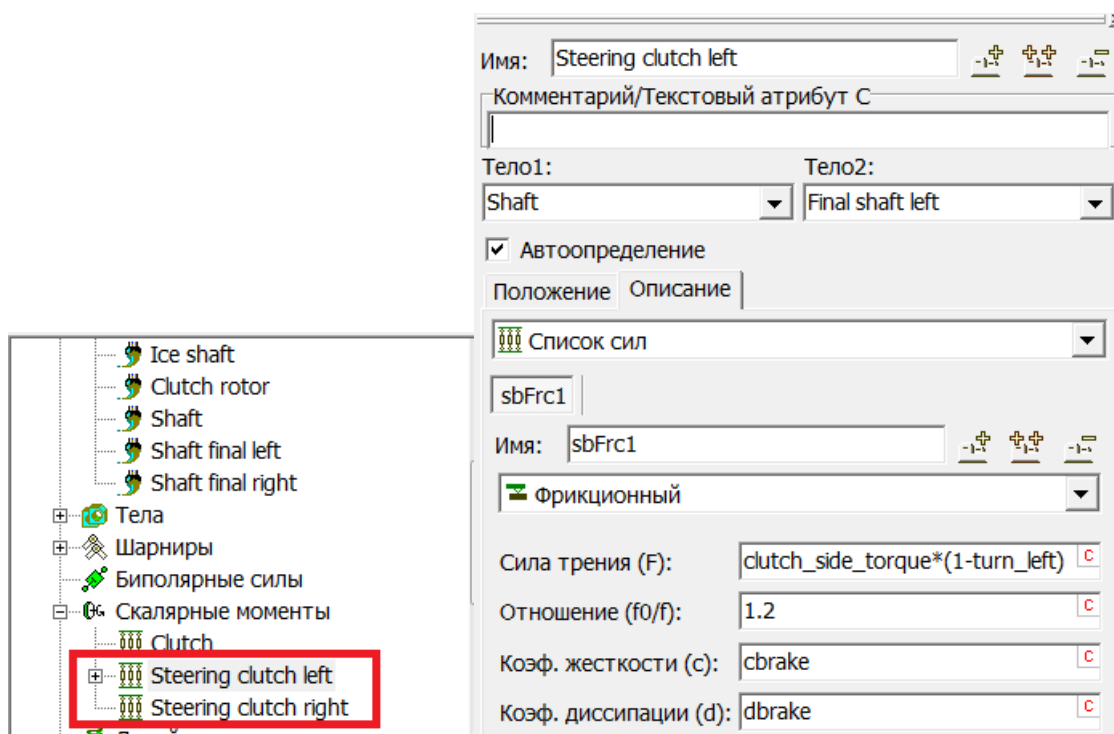 Имя: Steering clutch left
Комментарий/Текстовый атрибут C
Тело1: Тело2:
Shaft Final shaft left
Автоопределение
Положение Описание
Список сил
sbFrc1
Имя: sbFrc1
Фрикционный
Сила трения (F): clutch_side_torque*(1-turn_left) C
Отношение (f0/f): 1.2 C
Коэф. жесткости (c): cbrake C
Коэф. диссипации (d): dbrake C
Ice shaft
Clutch rotor
Shaft
Shaft final left
Shaft final right
Тела
Шарниры
Биполярные силы
Скалярные моменты
Clutch
Steering clutch left
Steering clutch right